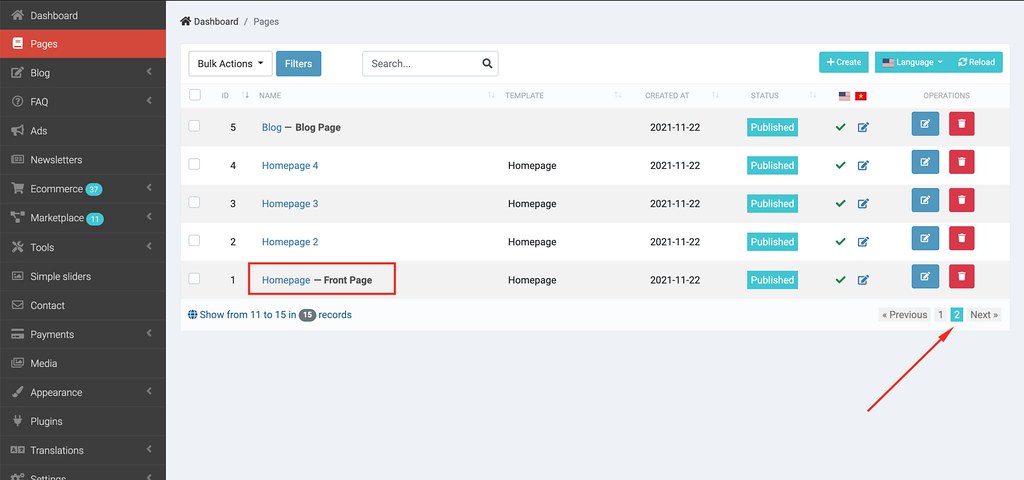 Dashboard
Pages
Blog
FAQ
Ads
Newsletters
Ecommerce 37
Marketplace 11
Tools
Simple sliders
Contact
Payments
Media
Appearance
Plugins
Translations
Settings
Dashboard / Pages
Bulk Actions Filters Search... Create Language Reload
ID NAME TEMPLATE CREATED AT STATUS OPERATIONS
5 Blog — Blog Page 2021-11-22 Published
4 Homepage 4 Homepage 2021-11-22 Published
3 Homepage 3 Homepage 2021-11-22 Published
2 Homepage 2 Homepage 2021-11-22 Published
1 Homepage — Front Page Homepage 2021-11-22 Published
Show from 11 to 15 in 15 records « Previous 1 2 Next »